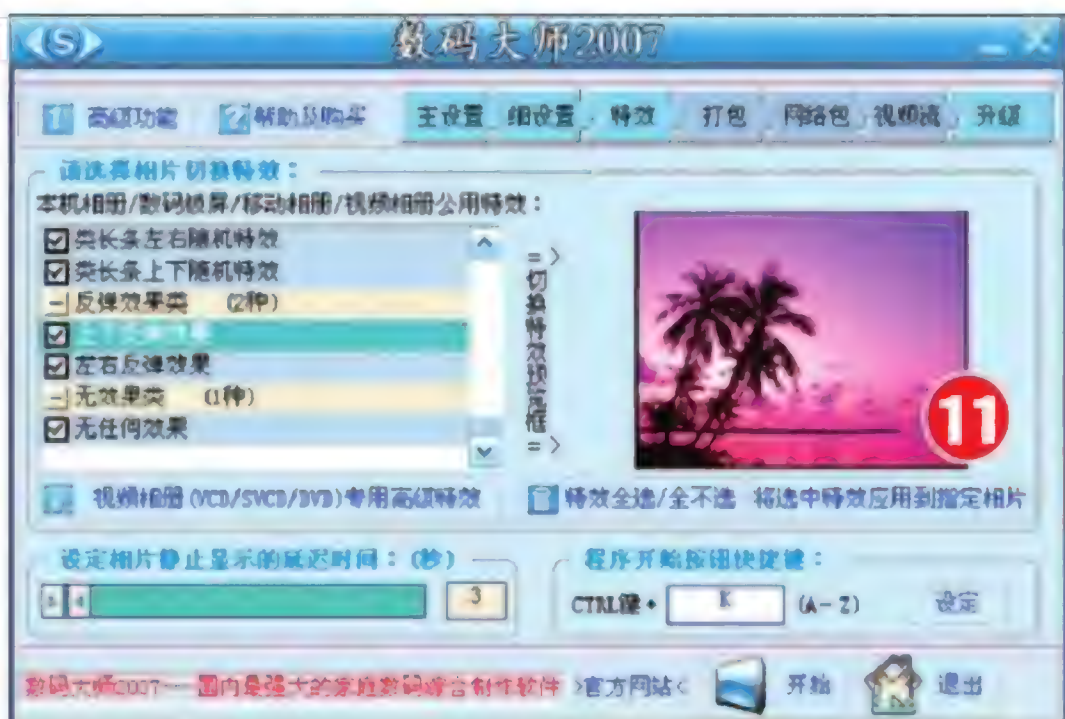 数码大师2007
高级功能 帮助及购买 主设置 细设置 特效 打包 网络包 视频流 升级
请选择相片切换特效：
本机相册/数码锁屏/移动相册/视频相册公用特效：
类长条左右随机特效
类长条上下随机特效
反弹效果类 (2种)
上下反弹效果
左右反弹效果
无效果类 (1种)
无任何效果
=>切换特效预览框=>
11
视频相册(VCD/SVCD/DVD)专用高级特效
特效全选/全不选 将选中特效应用到指定相片
设定相片静止显示的延迟时间：(秒)
3
程序开始按钮快捷键：
CTRL键+ K (A-Z) 设定
数码大师2007---国内最强大的家庭数码综合制作软件 >官方网站< 开始 退出